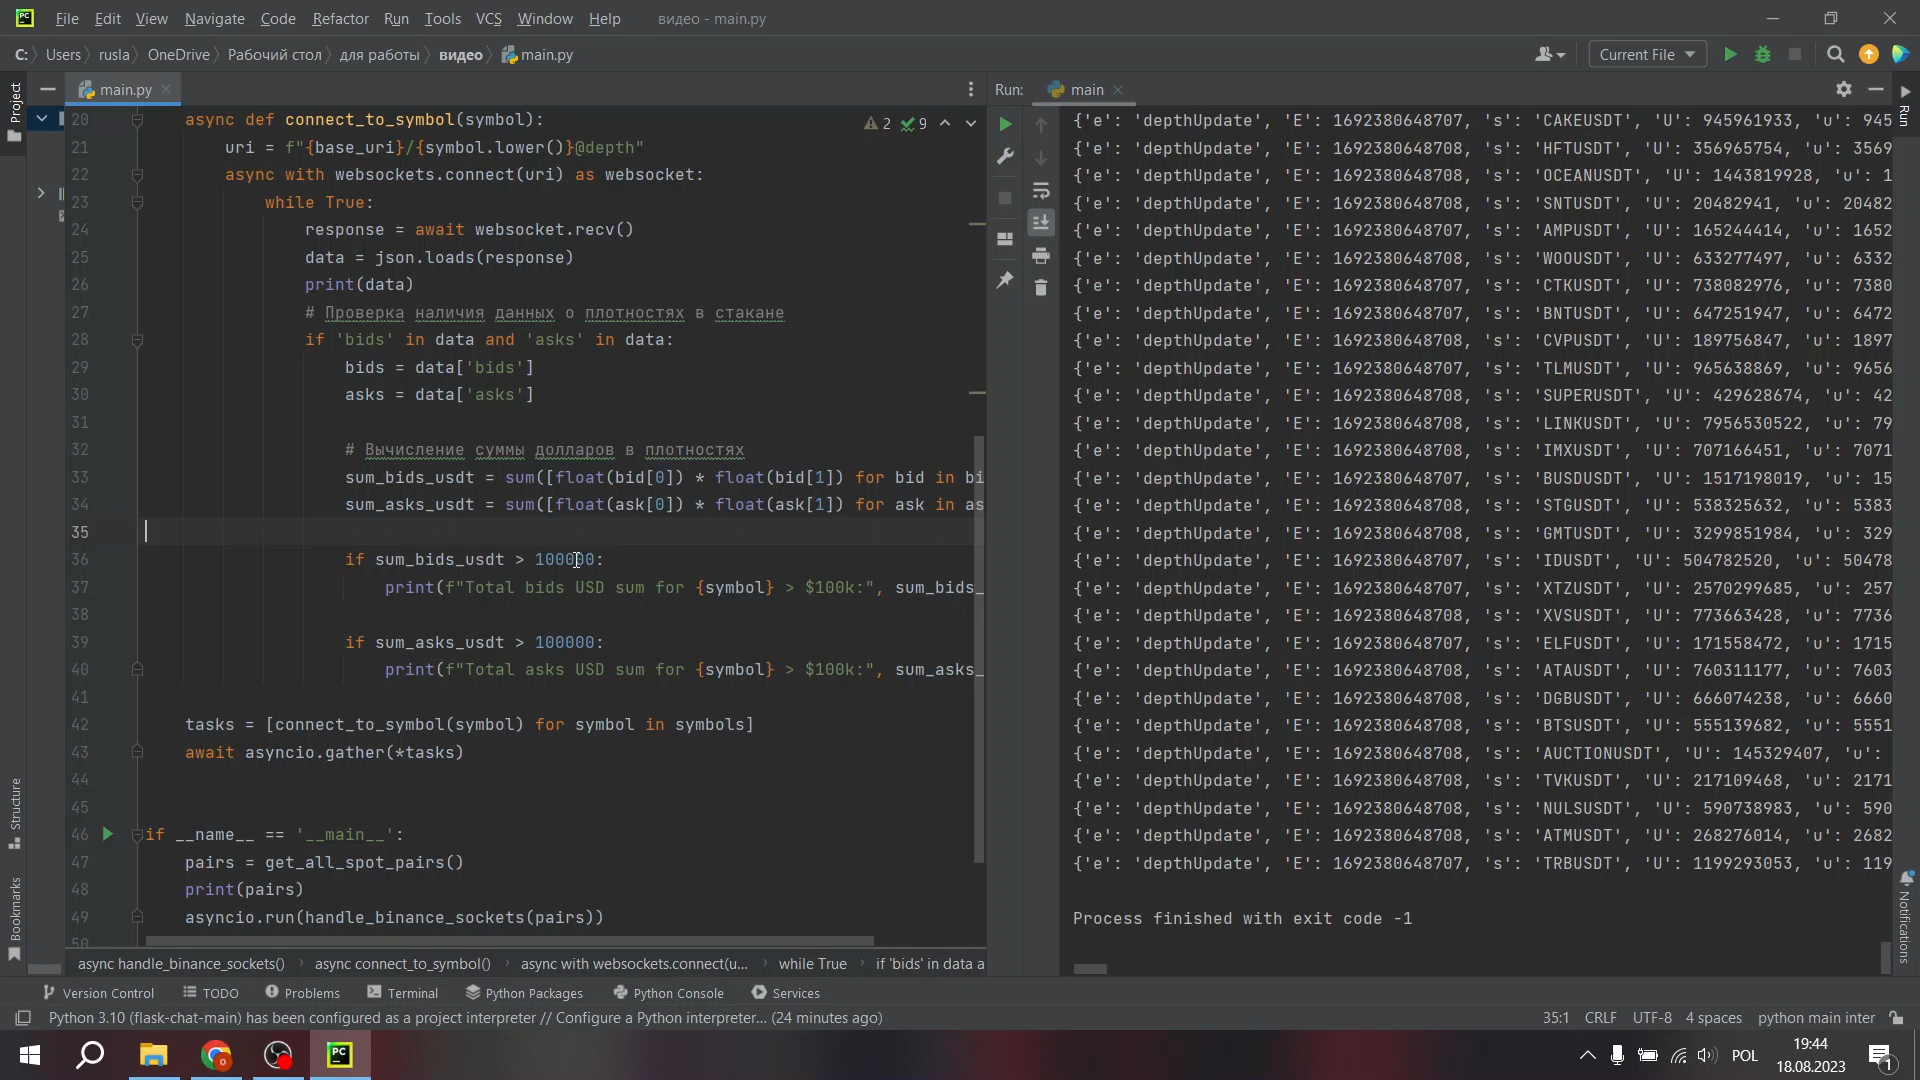 PC File Edit View Navigate Code Refactor Run Tools VCS Window Help видео - main.py
C: Users rusla OneDrive Рабочий стол для работы видео main.py Current File
Project
main.py
Run: main
Run
2 9
20 async def connect_to_symbol(symbol):
21 uri = f"{base_uri}/{symbol.lower()}@depth"
22 async with websockets.connect(uri) as websocket:
23 while True:
24 response = await websocket.recv()
25 data = json.loads(response)
26 print(data)
27 # Проверка наличия данных о плотностях в стакане
28 if 'bids' in data and 'asks' in data:
29 bids = data['bids']
30 asks = data['asks']
31
32 # Вычисление суммы долларов в плотностях
33 sum_bids_usdt = sum([float(bid[0]) * float(bid[1]) for bid in bi
34 sum_asks_usdt = sum([float(ask[0]) * float(ask[1]) for ask in as
35
36 if sum_bids_usdt > 100000:
37 print(f"Total bids USD sum for {symbol} > $100k:", sum_bids_
38
39 if sum_asks_usdt > 100000:
40 print(f"Total asks USD sum for {symbol} > $100k:", sum_asks_
41
42 tasks = [connect_to_symbol(symbol) for symbol in symbols]
43 await asyncio.gather(*tasks)
44
45
46 if __name__ == '__main__':
47 pairs = get_all_spot_pairs()
48 print(pairs)
49 asyncio.run(handle_binance_sockets(pairs))
50
{'e': 'depthUpdate', 'E': 1692380648707, 's': 'CAKEUSDT', 'U': 945961933, 'u': 945
{'e': 'depthUpdate', 'E': 1692380648708, 's': 'HFTUSDT', 'U': 356965754, 'u': 3569
{'e': 'depthUpdate', 'E': 1692380648708, 's': 'OCEANUSDT', 'U': 1443819928, 'u': 1
{'e': 'depthUpdate', 'E': 1692380648708, 's': 'SNTUSDT', 'U': 20482941, 'u': 20482
{'e': 'depthUpdate', 'E': 1692380648708, 's': 'AMPUSDT', 'U': 165244414, 'u': 1652
{'e': 'depthUpdate', 'E': 1692380648708, 's': 'WOOUSDT', 'U': 633277497, 'u': 6332
{'e': 'depthUpdate', 'E': 1692380648708, 's': 'CTKUSDT', 'U': 738082976, 'u': 7380
{'e': 'depthUpdate', 'E': 1692380648707, 's': 'BNTUSDT', 'U': 647251947, 'u': 6472
{'e': 'depthUpdate', 'E': 1692380648708, 's': 'CVPUSDT', 'U': 189756847, 'u': 1897
{'e': 'depthUpdate', 'E': 1692380648707, 's': 'TLMUSDT', 'U': 965638869, 'u': 9656
{'e': 'depthUpdate', 'E': 1692380648708, 's': 'SUPERUSDT', 'U': 429628674, 'u': 42
{'e': 'depthUpdate', 'E': 1692380648708, 's': 'LINKUSDT', 'U': 7956530522, 'u': 79
{'e': 'depthUpdate', 'E': 1692380648708, 's': 'IMXUSDT', 'U': 707166451, 'u': 7071
{'e': 'depthUpdate', 'E': 1692380648708, 's': 'BUSDUSDT', 'U': 1517198019, 'u': 15
{'e': 'depthUpdate', 'E': 1692380648708, 's': 'STGUSDT', 'U': 538325632, 'u': 5383
{'e': 'depthUpdate', 'E': 1692380648707, 's': 'GMTUSDT', 'U': 3299851984, 'u': 329
{'e': 'depthUpdate', 'E': 1692380648708, 's': 'IDUSDT', 'U': 504782520, 'u': 50478
{'e': 'depthUpdate', 'E': 1692380648708, 's': 'XTZUSDT', 'U': 2570299685, 'u': 257
{'e': 'depthUpdate', 'E': 1692380648708, 's': 'XVSUSDT', 'U': 773663428, 'u': 7736
{'e': 'depthUpdate', 'E': 1692380648707, 's': 'ELFUSDT', 'U': 171558472, 'u': 1715
{'e': 'depthUpdate', 'E': 1692380648708, 's': 'ATAUSDT', 'U': 760311177, 'u': 7603
{'e': 'depthUpdate', 'E': 1692380648708, 's': 'DGBUSDT', 'U': 666074238, 'u': 6660
{'e': 'depthUpdate', 'E': 1692380648708, 's': 'BTSUSDT', 'U': 555139682, 'u': 5551
{'e': 'depthUpdate', 'E': 1692380648708, 's': 'AUCTIONUSDT', 'U': 145329407, 'u':
{'e': 'depthUpdate', 'E': 1692380648708, 's': 'TVKUSDT', 'U': 217109468, 'u': 2171
{'e': 'depthUpdate', 'E': 1692380648708, 's': 'NULSUSDT', 'U': 590738983, 'u': 590
{'e': 'depthUpdate', 'E': 1692380648708, 's': 'ATMUSDT', 'U': 268276014, 'u': 2682
{'e': 'depthUpdate', 'E': 1692380648707, 's': 'TRBUSDT', 'U': 1199293053, 'u': 119
Process finished with exit code -1
Structure
Bookmarks
Notifications
async handle_binance_sockets() async connect_to_symbol() async with websockets.connect(u... while True if 'bids' in data a
Version Control TODO Problems Terminal Python Packages Python Console Services
Python 3.10 (flask-chat-main) has been configured as a project interpreter // Configure a Python interpreter... (24 minutes ago) 35:1 CRLF UTF-8 4 spaces python main inter
PC POL 19:44
18.08.2023
1